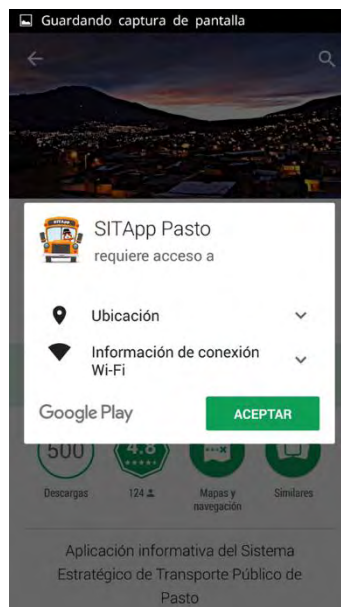 Guardando captura de pantalla
SITApp
SITApp Pasto
requiere acceso a
Ubicación
Información de conexión
Wi-Fi
Google Play
ACEPTAR
500
4.8
Descargas
124
Mapas y
navegación
Similares
Aplicación informativa del Sistema
Estratégico de Transporte Público de
Pasto